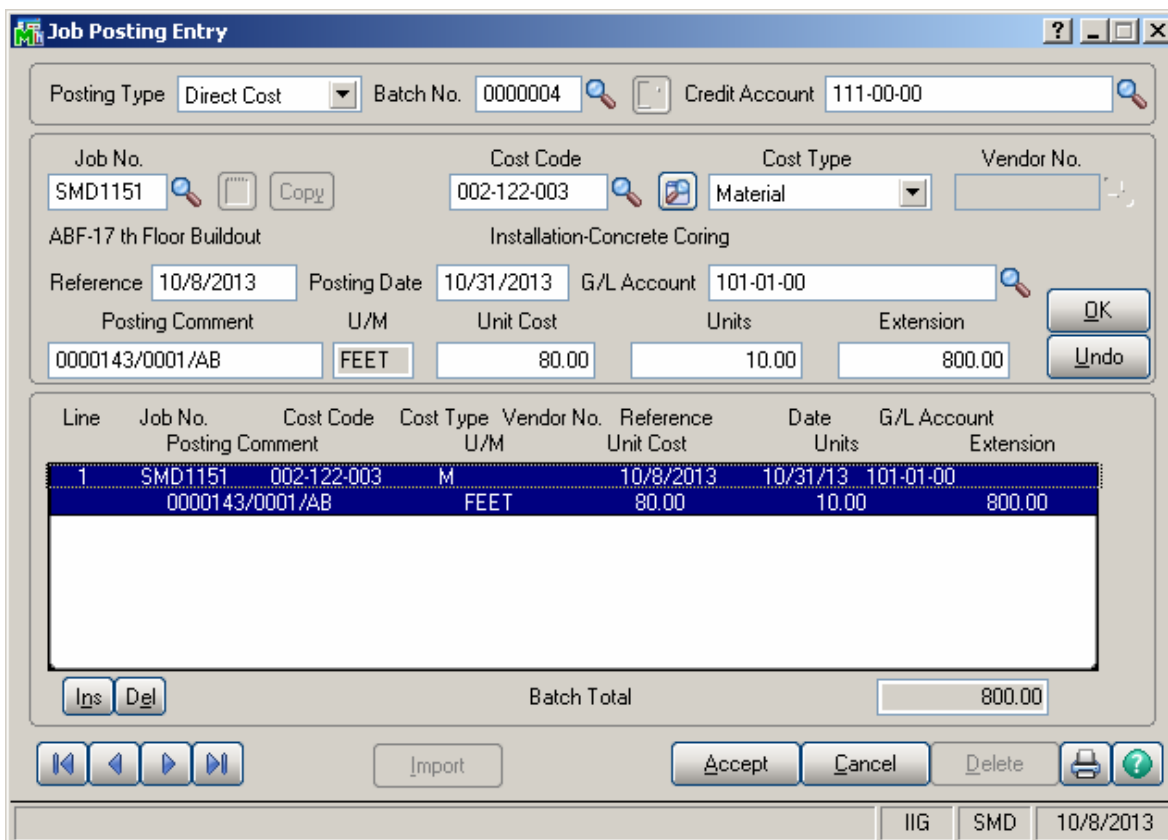 Job Posting Entry ?
Posting Type Direct Cost Batch No. 0000004 Credit Account 111-00-00
Job No. Cost Code Cost Type Vendor No.
SMD1151 Copy 002-122-003 Material
ABF-17 th Floor Buildout Installation-Concrete Coring
Reference 10/8/2013 Posting Date 10/31/2013 G/L Account 101-01-00
OK
Posting Comment U/M Unit Cost Units Extension
0000143/0001/AB FEET 80.00 10.00 800.00 Undo
Line Job No. Cost Code Cost Type Vendor No. Reference Date G/L Account
Posting Comment U/M Unit Cost Units Extension
1 SMD1151 002-122-003 M 10/8/2013 10/31/13 101-01-00
0000143/0001/AB FEET 80.00 10.00 800.00
Ins Del Batch Total 800.00
Import Accept Cancel Delete ?
IIG SMD 10/8/2013